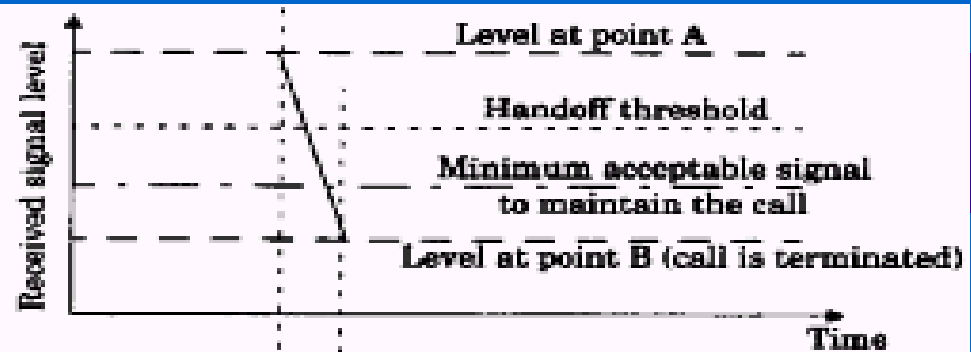 Received signal level
Level at point A
Handoff threshold
Minimum acceptable signal
to maintain the call
Level at point B (call is terminated)
Time